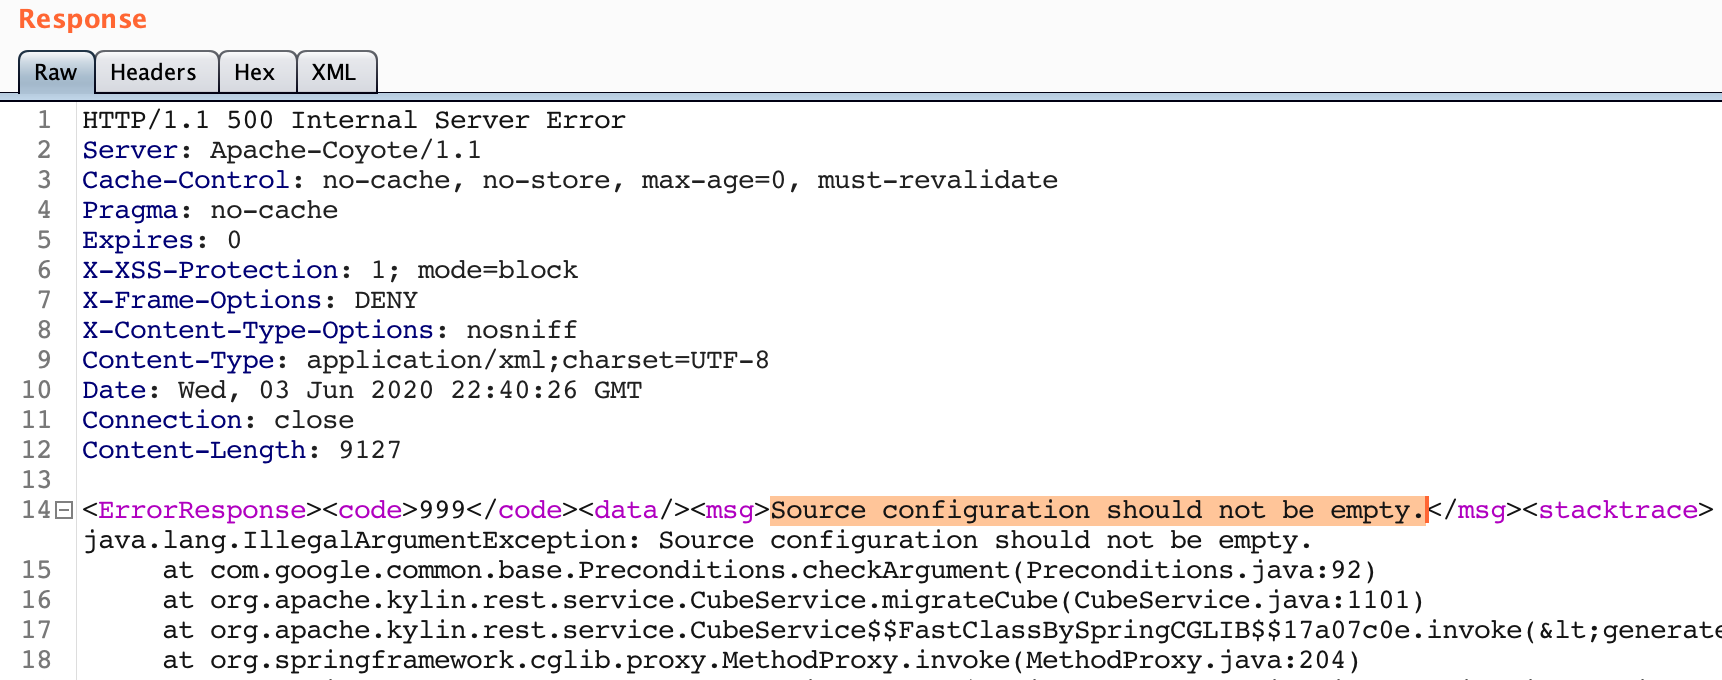 Response
Raw Headers Hex XML
1 HTTP/1.1 500 Internal Server Error
2 Server: Apache-Coyote/1.1
3 Cache-Control: no-cache, no-store, max-age=0, must-revalidate
4 Pragma: no-cache
5 Expires: 0
6 X-XSS-Protection: 1; mode=block
7 X-Frame-Options: DENY
8 X-Content-Type-Options: nosniff
9 Content-Type: application/xml;charset=UTF-8
10 Date: Wed, 03 Jun 2020 22:40:26 GMT
11 Connection: close
12 Content-Length: 9127
13
14 <ErrorResponse><code>999</code><data/><msg>Source configuration should not be empty.</msg><stacktrace>
java.lang.IllegalArgumentException: Source configuration should not be empty.
15 at com.google.common.base.Preconditions.checkArgument(Preconditions.java:92)
16 at org.apache.kylin.rest.service.CubeService.migrateCube(CubeService.java:1101)
17 at org.apache.kylin.rest.service.CubeService$$FastClassBySpringCGLIB$$17a07c0e.invoke(&lt;generate
18 at org.springframework.cglib.proxy.MethodProxy.invoke(MethodProxy.java:204)